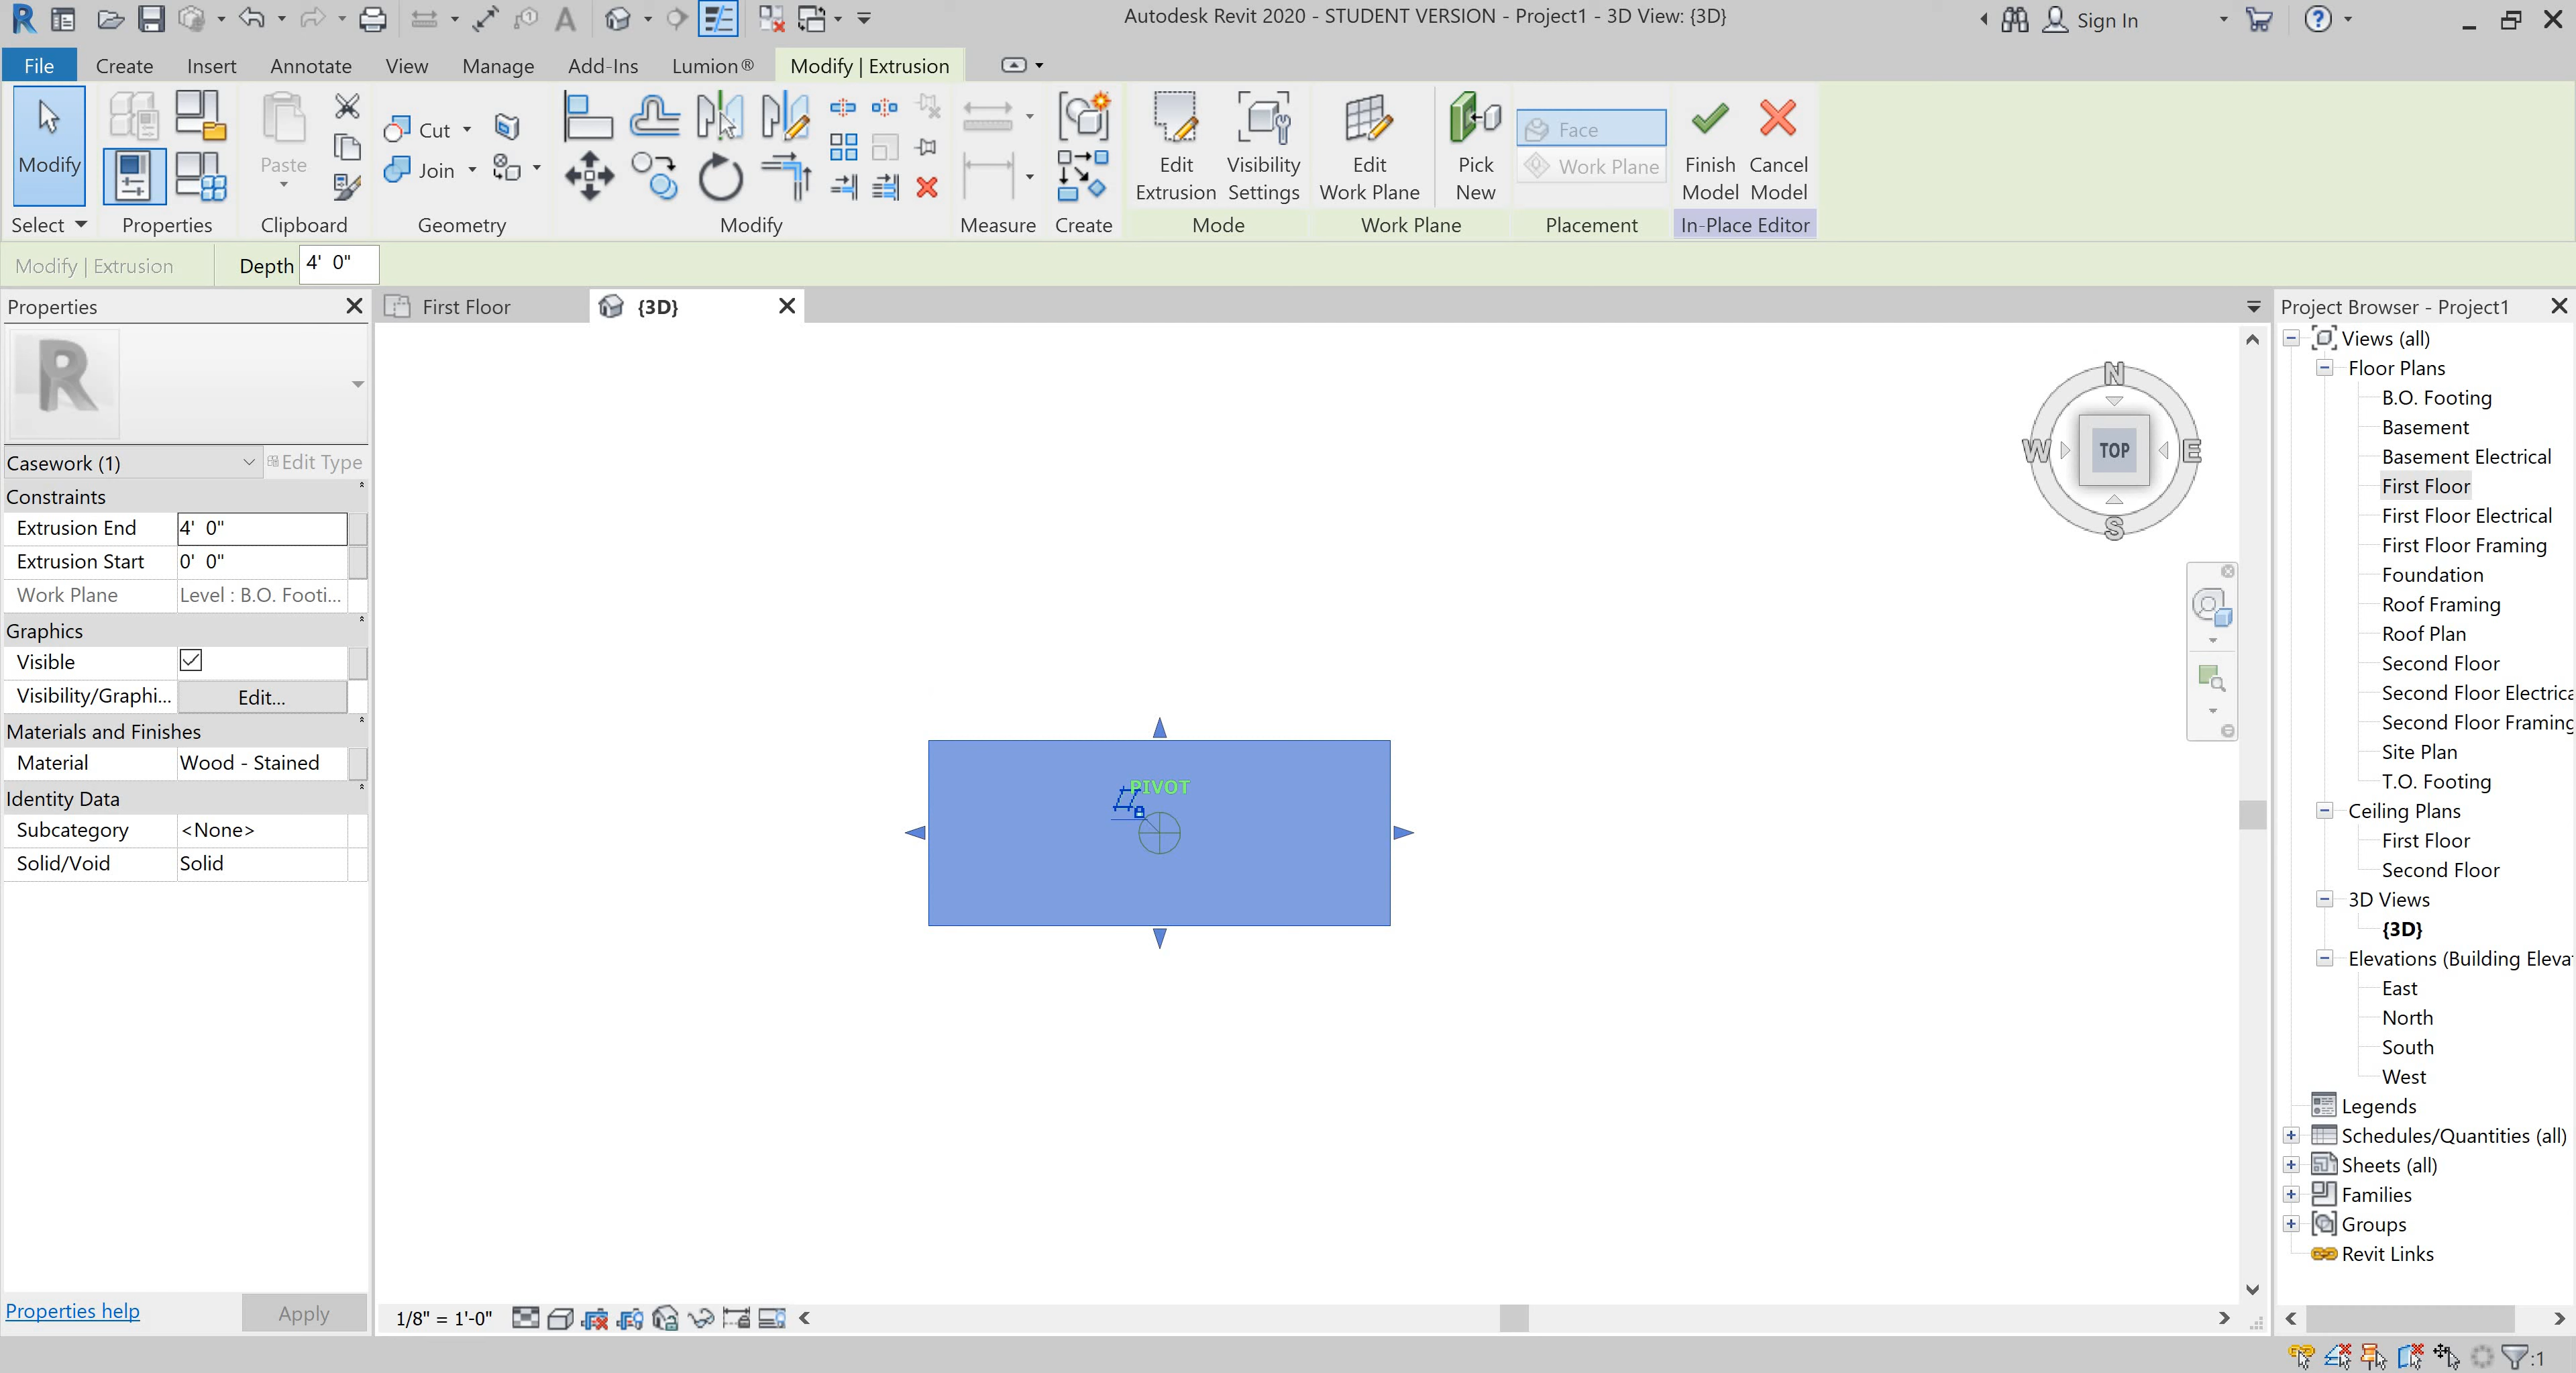 Autodesk Revit 2020 - STUDENT VERSION - Project1 - 3D View: {3D}
Sign In
File
Create
Insert
Annotate
View
Manage
Add-Ins
Lumion®
Modify | Extrusion
Modify
Paste
Cut
Join
Edit
Extrusion
Visibility
Settings
Edit
Work Plane
Pick
New
Face
Work Plane
Finish
Model
Cancel
Model
Select
Properties
Clipboard
Geometry
Modify
Measure
Create
Mode
Work Plane
Placement
In-Place Editor
Modify | Extrusion
Depth
4' 0"
Properties
First Floor
{3D}
Project Browser - Project1
Casework (1)
Edit Type
Constraints
Extrusion End 4' 0"
Extrusion Start 0' 0"
Work Plane Level : B.O. Footi...
Graphics
Visible
Visibility/Graphi... Edit...
Materials and Finishes
Material Wood - Stained
Identity Data
Subcategory <None>
Solid/Void Solid
Properties help
Apply
PIVOT
N
W
TOP
E
S
1/8" = 1'-0"
Views (all)
Floor Plans
B.O. Footing
Basement
Basement Electrical
First Floor
First Floor Electrical
First Floor Framing
Foundation
Roof Framing
Roof Plan
Second Floor
Second Floor Electrica
Second Floor Framing
Site Plan
T.O. Footing
Ceiling Plans
First Floor
Second Floor
3D Views
{3D}
Elevations (Building Eleva
East
North
South
West
Legends
Schedules/Quantities (all)
Sheets (all)
Families
Groups
Revit Links
:1